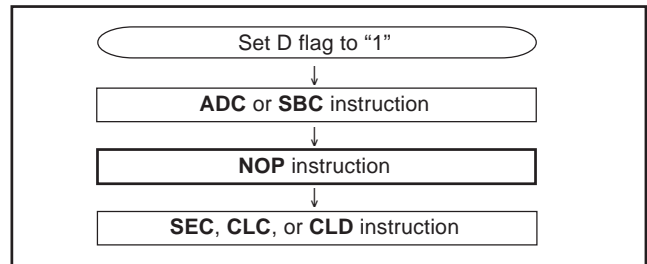 Set D flag to “1”
ADC or SBC instruction
NOP instruction
SEC, CLC, or CLD instruction